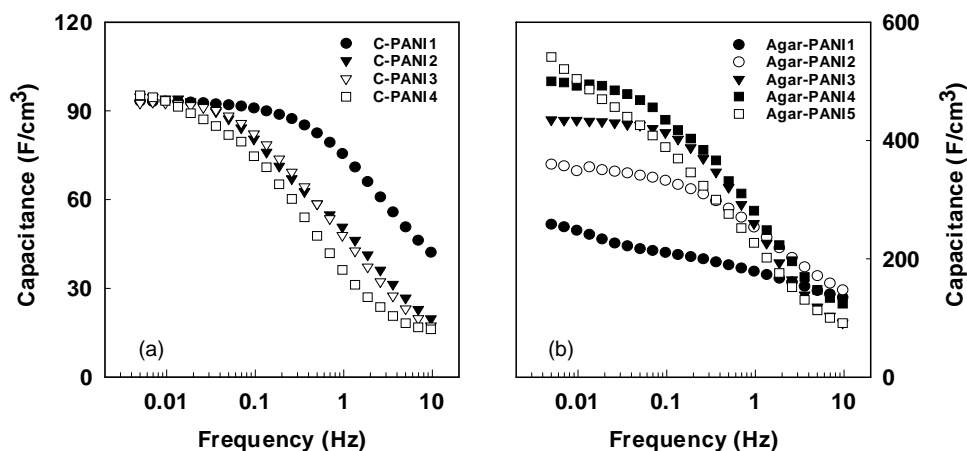 120
90
60
30
0
Capacitance (F/cm³)
C-PANI1
C-PANI2
C-PANI3
C-PANI4
(a)
0.01 0.1 1 10
Frequency (Hz)
Agar-PANI1
Agar-PANI2
Agar-PANI3
Agar-PANI4
Agar-PANI5
(b)
0.01 0.1 1 10
Frequency (Hz)
600
400
200
0
Capacitance (F/cm³)